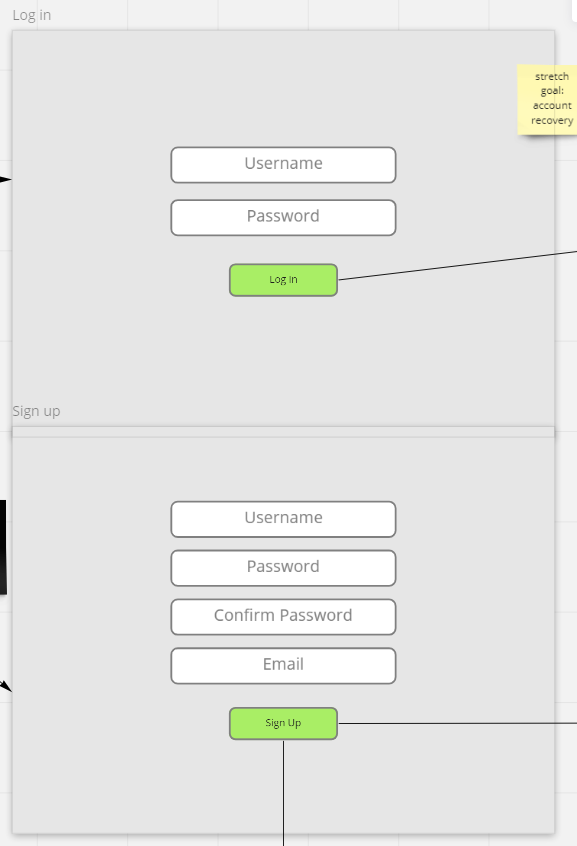 Log in
stretch
goal:
account
recovery
Username
Password
Log in
Sign up
Username
Password
Confirm Password
Email
Sign Up